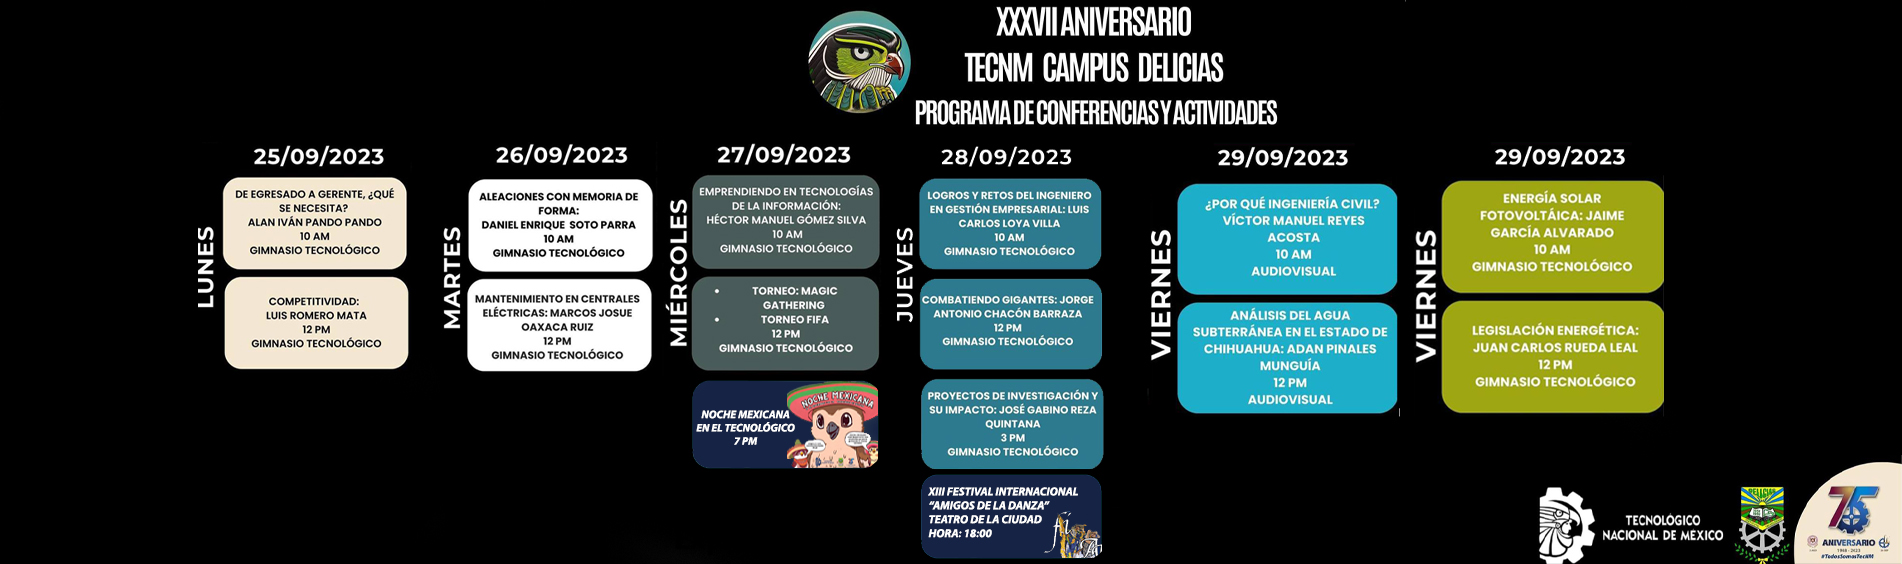 XXXVII ANIVERSARIO
TECNM CAMPUS DELICIAS
PROGRAMA DE CONFERENCIAS Y ACTIVIDADES
LUNES
25/09/2023
DE EGRESADO A GERENTE, ¿QUÉ
SE NECESITA?
ALAN IVÁN PANDO PANDO
10 AM
GIMNASIO TECNOLÓGICO
COMPETITIVIDAD:
LUIS ROMERO MATA
12 PM
GIMNASIO TECNOLÓGICO
MARTES
26/09/2023
ALEACIONES CON MEMORIA DE
FORMA:
DANIEL ENRIQUE SOTO PARRA
10 AM
GIMNASIO TECNOLÓGICO
MANTENIMIENTO EN CENTRALES
ELÉCTRICAS: MARCOS JOSUE
OAXACA RUIZ
12 PM
GIMNASIO TECNOLÓGICO
MIÉRCOLES
27/09/2023
EMPRENDIENDO EN TECNOLOGÍAS
DE LA INFORMACIÓN:
HÉCTOR MANUEL GÓMEZ SILVA
10 AM
GIMNASIO TECNOLÓGICO
• TORNEO: MAGIC
GATHERING
• TORNEO FIFA
12 PM
GIMNASIO TECNOLÓGICO
NOCHE MEXICANA
EN EL TECNOLÓGICO
7 PM
NOCHE MEXICANA
JUEVES
28/09/2023
LOGROS Y RETOS DEL INGENIERO
EN GESTIÓN EMPRESARIAL: LUIS
CARLOS LOYA VILLA
10 AM
GIMNASIO TECNOLÓGICO
COMBATIENDO GIGANTES: JORGE
ANTONIO CHACÓN BARRAZA
12 PM
GIMNASIO TECNOLÓGICO
PROYECTOS DE INVESTIGACIÓN Y
SU IMPACTO: JOSÉ GABINO REZA
QUINTANA
3 PM
GIMNASIO TECNOLÓGICO
XIII FESTIVAL INTERNACIONAL
"AMIGOS DE LA DANZA"
TEATRO DE LA CIUDAD
HORA: 18:00
VIERNES
29/09/2023
¿POR QUÉ INGENIERÍA CIVIL?
VÍCTOR MANUEL REYES
ACOSTA
10 AM
AUDIOVISUAL
ANÁLISIS DEL AGUA
SUBTERRÁNEA EN EL ESTADO DE
CHIHUAHUA: ADAN PINALES
MUNGUÍA
12 PM
AUDIOVISUAL
VIERNES
29/09/2023
ENERGÍA SOLAR
FOTOVOLTÁICA: JAIME
GARCÍA ALVARADO
10 AM
GIMNASIO TECNOLÓGICO
LEGISLACIÓN ENERGÉTICA:
JUAN CARLOS RUEDA LEAL
12 PM
GIMNASIO TECNOLÓGICO
TECNOLÓGICO
NACIONAL DE MÉXICO
DELICIAS
75
ANIVERSARIO
1948 - 2023
#TodosSomosTecNM